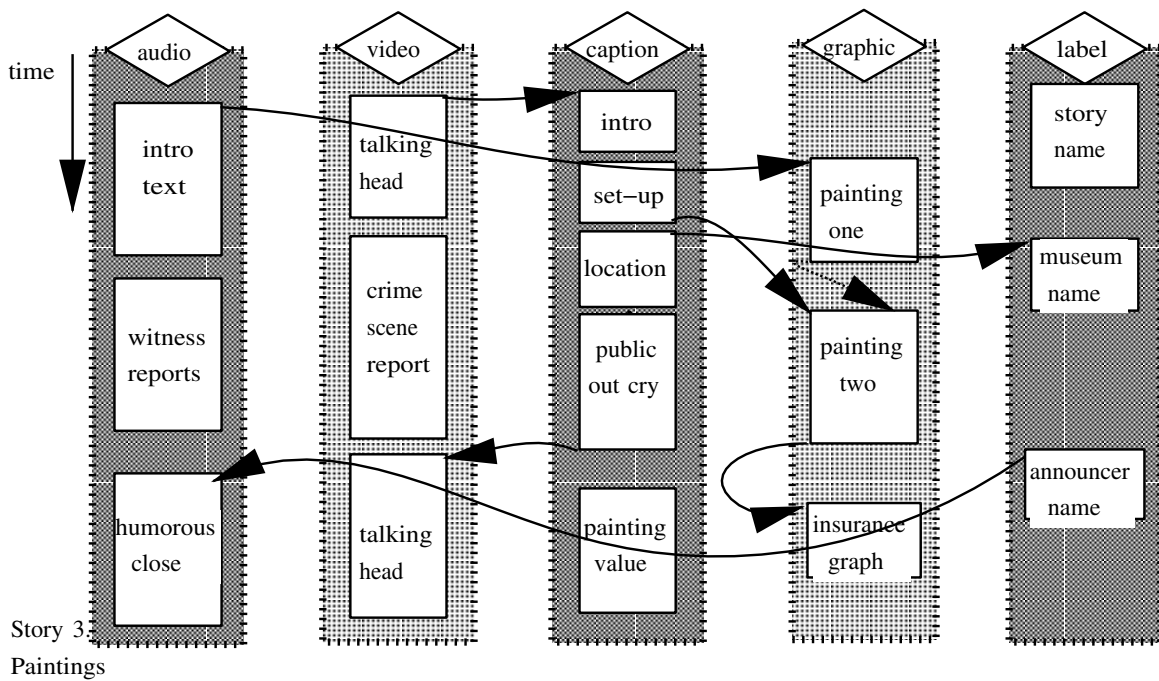 audio
video
caption
graphic
label
time
intro
text
witness
reports
humorous
close
talking
head
crime
scene
report
talking
head
intro
set-up
location
public
out cry
painting
value
painting
one
painting
two
insurance
graph
story
name
museum
name
announcer
name
Story 3.
Paintings